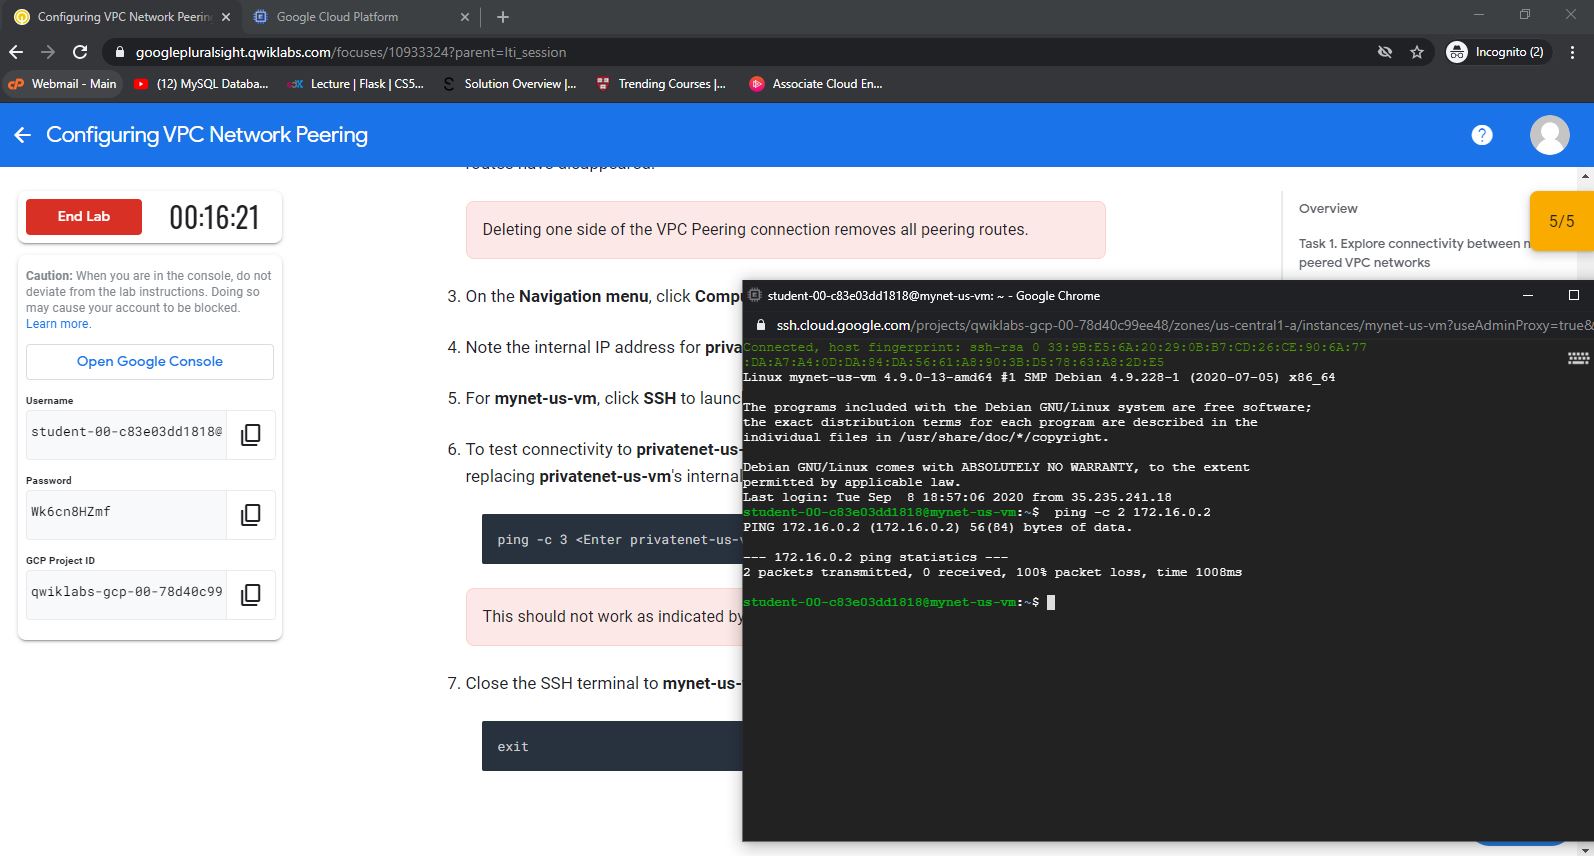 Configuring VPC Network Peering
Google Cloud Platform
googlepluralsight.qwiklabs.com/focuses/10933324?parent=lti_session
Incognito (2)
Webmail - Main
(12) MySQL Databa...
Lecture | Flask | CS5...
Solution Overview |...
Trending Courses |...
Associate Cloud En...
Configuring VPC Network Peering
?
routes have disappeared.
End Lab
00:16:21
Deleting one side of the VPC Peering connection removes all peering routes.
Overview
Task 1. Explore connectivity between n
peered VPC networks
5/5
Caution: When you are in the console, do not
deviate from the lab instructions. Doing so
may cause your account to be blocked.
Learn more.
Open Google Console
Username
student-00-c83e03dd1818@
Password
Wk6cn8HZmf
GCP Project ID
qwiklabs-gcp-00-78d40c99
3. On the Navigation menu, click Compu
4. Note the internal IP address for priva
5. For mynet-us-vm, click SSH to launc
6. To test connectivity to privatenet-us-
replacing privatenet-us-vm's internal
ping -c 3 <Enter privatenet-us-v
This should not work as indicated by
7. Close the SSH terminal to mynet-us-
exit
student-00-c83e03dd1818@mynet-us-vm: ~ - Google Chrome
ssh.cloud.google.com/projects/qwiklabs-gcp-00-78d40c99ee48/zones/us-central1-a/instances/mynet-us-vm?useAdminProxy=true&
Connected, host fingerprint: ssh-rsa 0 33:9B:E5:6A:20:29:0B:B7:CD:26:CE:90:6A:77
:DA:A7:A4:0D:DA:84:DA:56:61:A8:90:3B:D5:78:63:A8:2D:E5
Linux mynet-us-vm 4.9.0-13-amd64 #1 SMP Debian 4.9.228-1 (2020-07-05) x86_64
The programs included with the Debian GNU/Linux system are free software;
the exact distribution terms for each program are described in the
individual files in /usr/share/doc/*/copyright.
Debian GNU/Linux comes with ABSOLUTELY NO WARRANTY, to the extent
permitted by applicable law.
Last login: Tue Sep  8 18:57:06 2020 from 35.235.241.18
student-00-c83e03dd1818@mynet-us-vm:~$  ping -c 2 172.16.0.2
PING 172.16.0.2 (172.16.0.2) 56(84) bytes of data.
--- 172.16.0.2 ping statistics ---
2 packets transmitted, 0 received, 100% packet loss, time 1008ms
student-00-c83e03dd1818@mynet-us-vm:~$